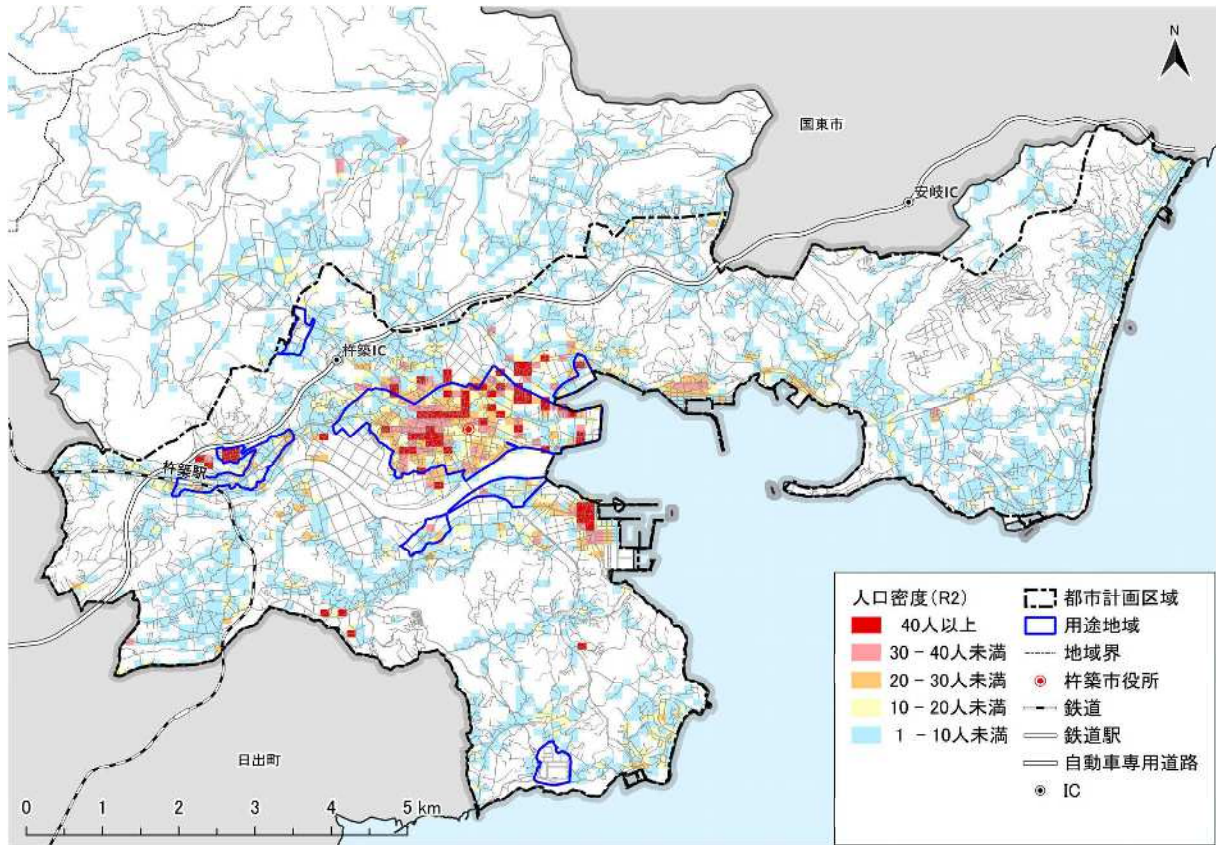 N
国東市
安岐IC
杵築IC
杵築駅
日出町
0 1 2 3 4 5 km
人口密度(R2)
40人以上
30-40人未満
20-30人未満
10-20人未満
1-10人未満
都市計画区域
用途地域
地域界
杵築市役所
鉄道
鉄道駅
自動車専用道路
IC